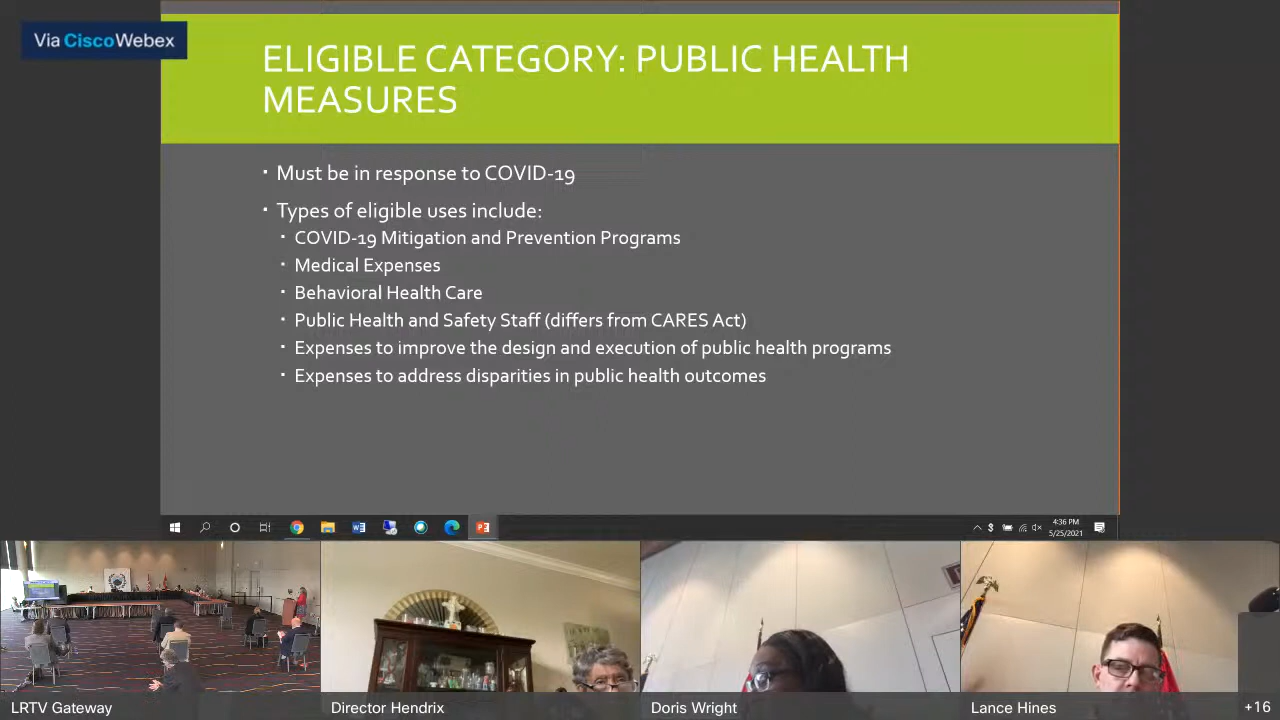 Via Cisco Webex
ELIGIBLE CATEGORY: PUBLIC HEALTH
MEASURES
Must be in response to COVID-19
Types of eligible uses include:
COVID-19 Mitigation and Prevention Programs
Medical Expenses
Behavioral Health Care
Public Health and Safety Staff (differs from CARES Act)
Expenses to improve the design and execution of public health programs
Expenses to address disparities in public health outcomes
4:36 PM
5/25/2021
LRTV Gateway
Director Hendrix
Doris Wright
Lance Hines
+16